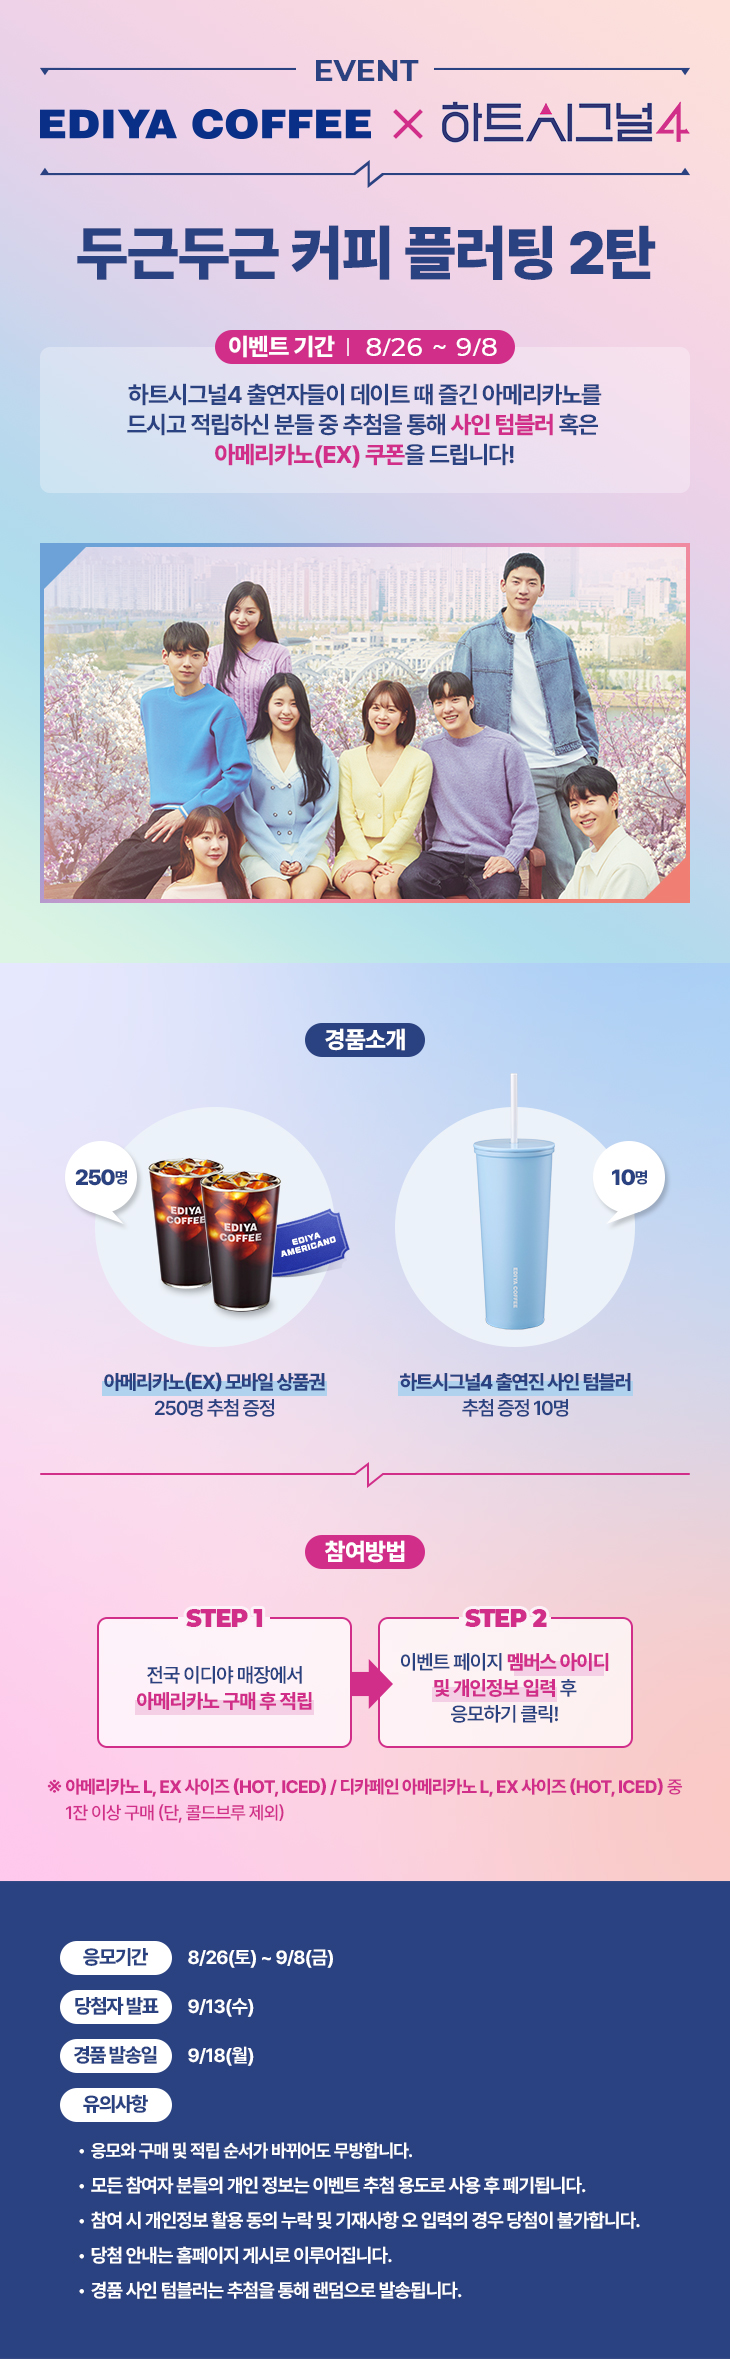 EVENT
EDIYA COFFEE × 하트시그널4
두근두근 커피 플러팅 2탄
이벤트 기간 | 8/26 ~ 9/8
하트시그널4 출연자들이 데이트 때 즐긴 아메리카노를
드시고 적립하신 분들 중 추첨을 통해 사인 텀블러 혹은
아메리카노(EX) 쿠폰을 드립니다!
경품소개
250명
EDIYA
COFFEE
EDIYA
COFFEE
EDIYA
AMERICANO
10명
EDIYA COFFEE
아메리카노(EX) 모바일 상품권
250명 추첨 증정
하트시그널4 출연진 사인 텀블러
추첨 증정 10명
참여방법
STEP 1
전국 이디야 매장에서
아메리카노 구매 후 적립
STEP 2
이벤트 페이지 멤버스 아이디
및 개인정보 입력 후
응모하기 클릭!
※ 아메리카노 L, EX 사이즈 (HOT, ICED) / 디카페인 아메리카노 L, EX 사이즈 (HOT, ICED) 중
1잔 이상 구매 (단, 콜드브루 제외)
응모기간 8/26(토) ~ 9/8(금)
당첨자 발표 9/13(수)
경품 발송일 9/18(월)
유의사항
• 응모와 구매 및 적립 순서가 바뀌어도 무방합니다.
• 모든 참여자 분들의 개인 정보는 이벤트 추첨 용도로 사용 후 폐기됩니다.
• 참여 시 개인정보 활용 동의 누락 및 기재사항 오 입력의 경우 당첨이 불가합니다.
• 당첨 안내는 홈페이지 게시로 이루어집니다.
• 경품 사인 텀블러는 추첨을 통해 랜덤으로 발송됩니다.